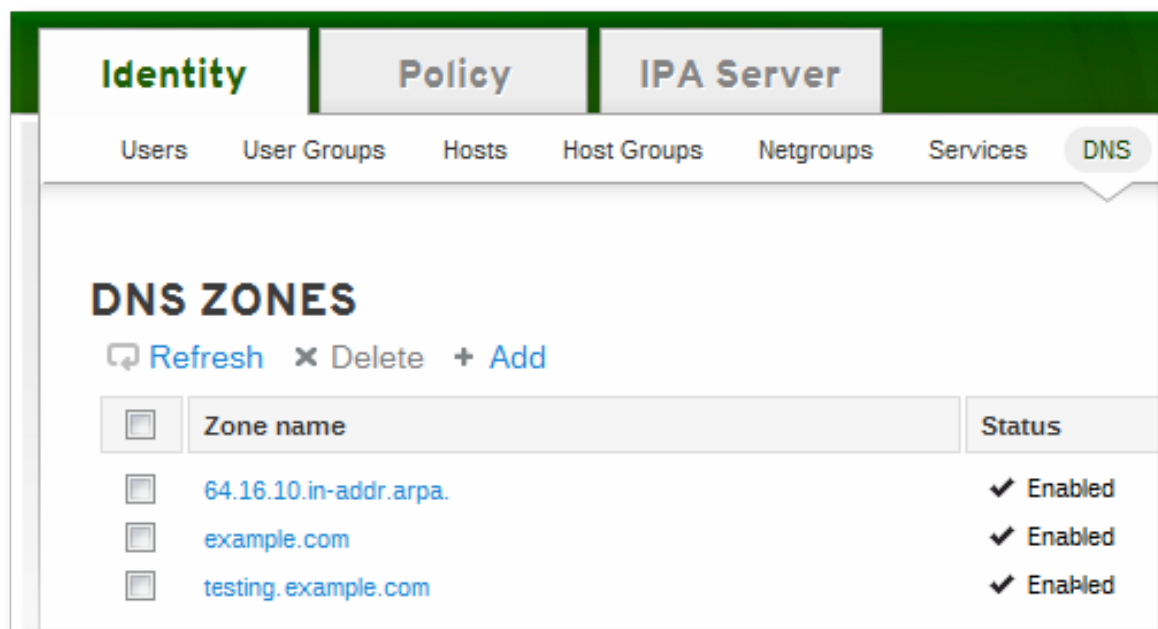 Identity Policy IPA Server
Users User Groups Hosts Host Groups Netgroups Services DNS
DNS ZONES
Refresh Delete + Add
Zone name Status
64.16.10.in-addr.arpa. Enabled
example.com Enabled
testing.example.com Enabled